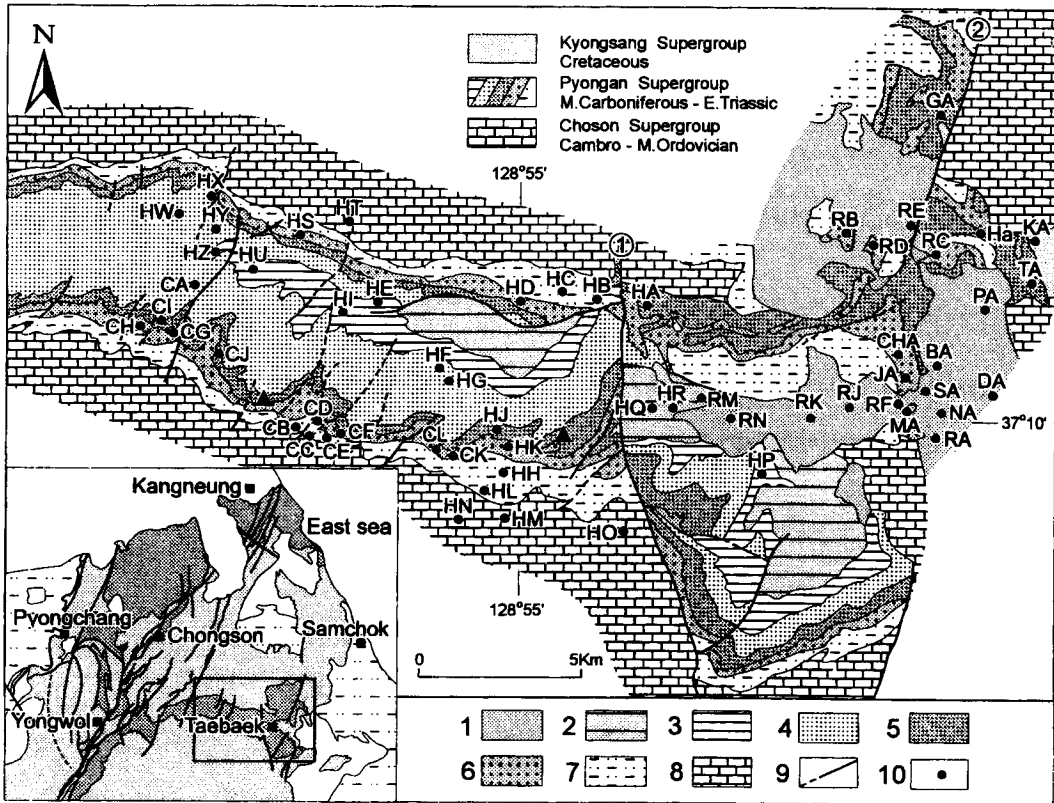 N
Kyongsang Supergroup
Cretaceous
Pyongan Supergroup
M.Carboniferous - E.Triassic
Choson Supergroup
Cambro - M.Ordovician
②
GA
128°55'
HX
HW
HY
HT
HS
RE
RB
RD
RC
Ha
KA
①
HZ
HU
TA
CA
HI
HE
HD
HC
HB
HA
PA
CI
CH
CG
CJ
CHA
BA
HF
JA
HG
SA
DA
HR
RM
RJ
HQ
RN
RK
RF
MA
NA
CD
HJ
37°10'
CB
CF
CL
RA
CC
CE
CK
HK
HH
HP
HL
HN
HM
HO
128°55'
0 5Km
Kangneung
East sea
Pyongchang
Chongson
Samchok
Yongwol
Taebaek
1 2 3 4 5
6 7 8 9 10